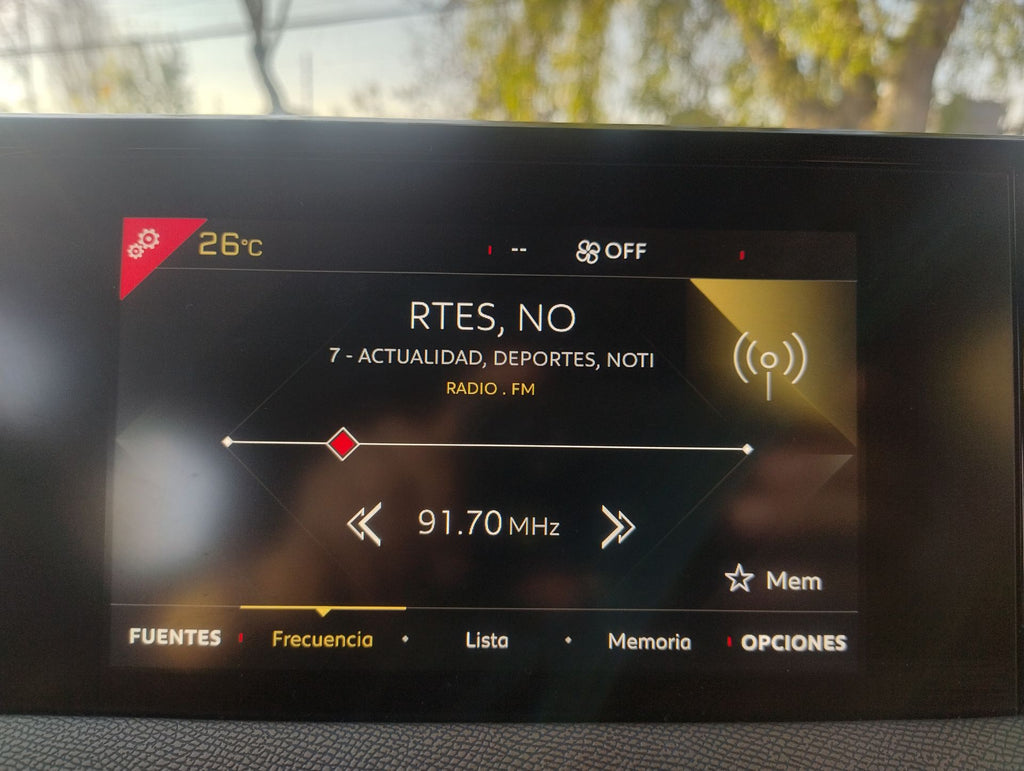 26°C -- OFF
RTES, NO
7 - ACTUALIDAD, DEPORTES, NOTI
RADIO . FM
91.70 MHz
Mem
FUENTES Frecuencia Lista Memoria OPCIONES